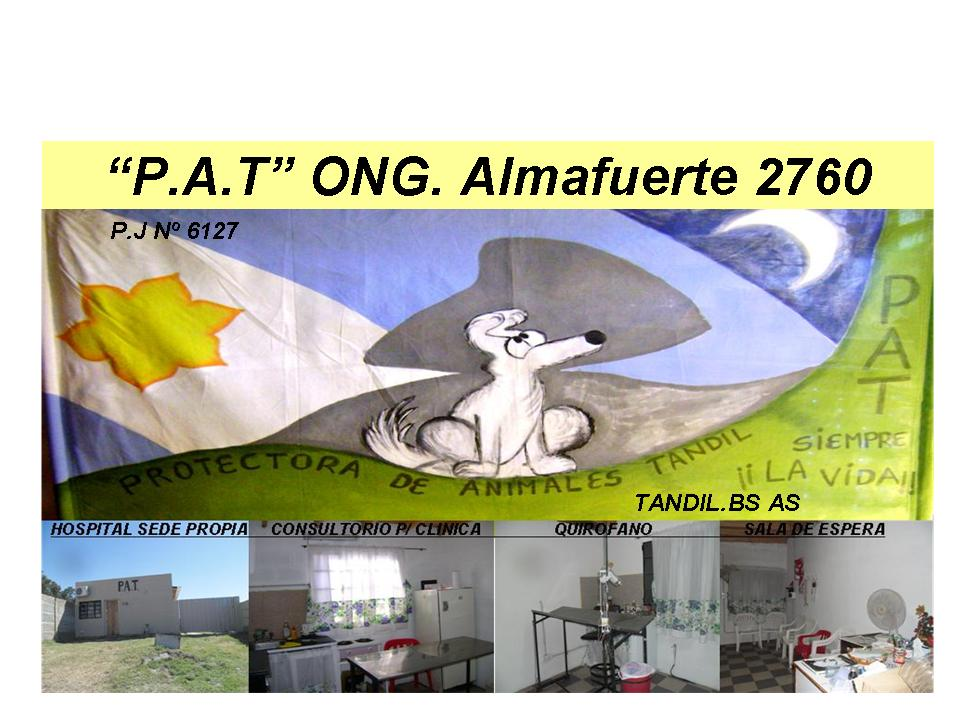 “P.A.T” ONG. Almafuerte 2760
P.J Nº 6127
PAT
PROTECTORA DE ANIMALES TANDIL
SIEMPRE
¡¡LA VIDA!!
TANDIL.BS AS
HOSPITAL SEDE PROPIA
CONSULTORIO P/ CLINICA
QUIROFANO
SALA DE ESPERA
P.A.T.